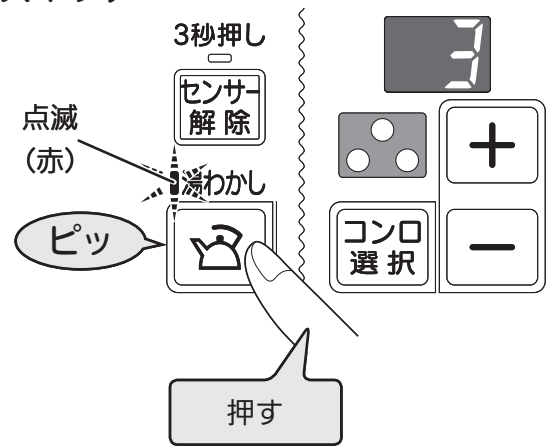 3秒押し
センサー
解除
点滅
（赤）
湯わかし
ピッ
押す
3
＋
コンロ
選択
－